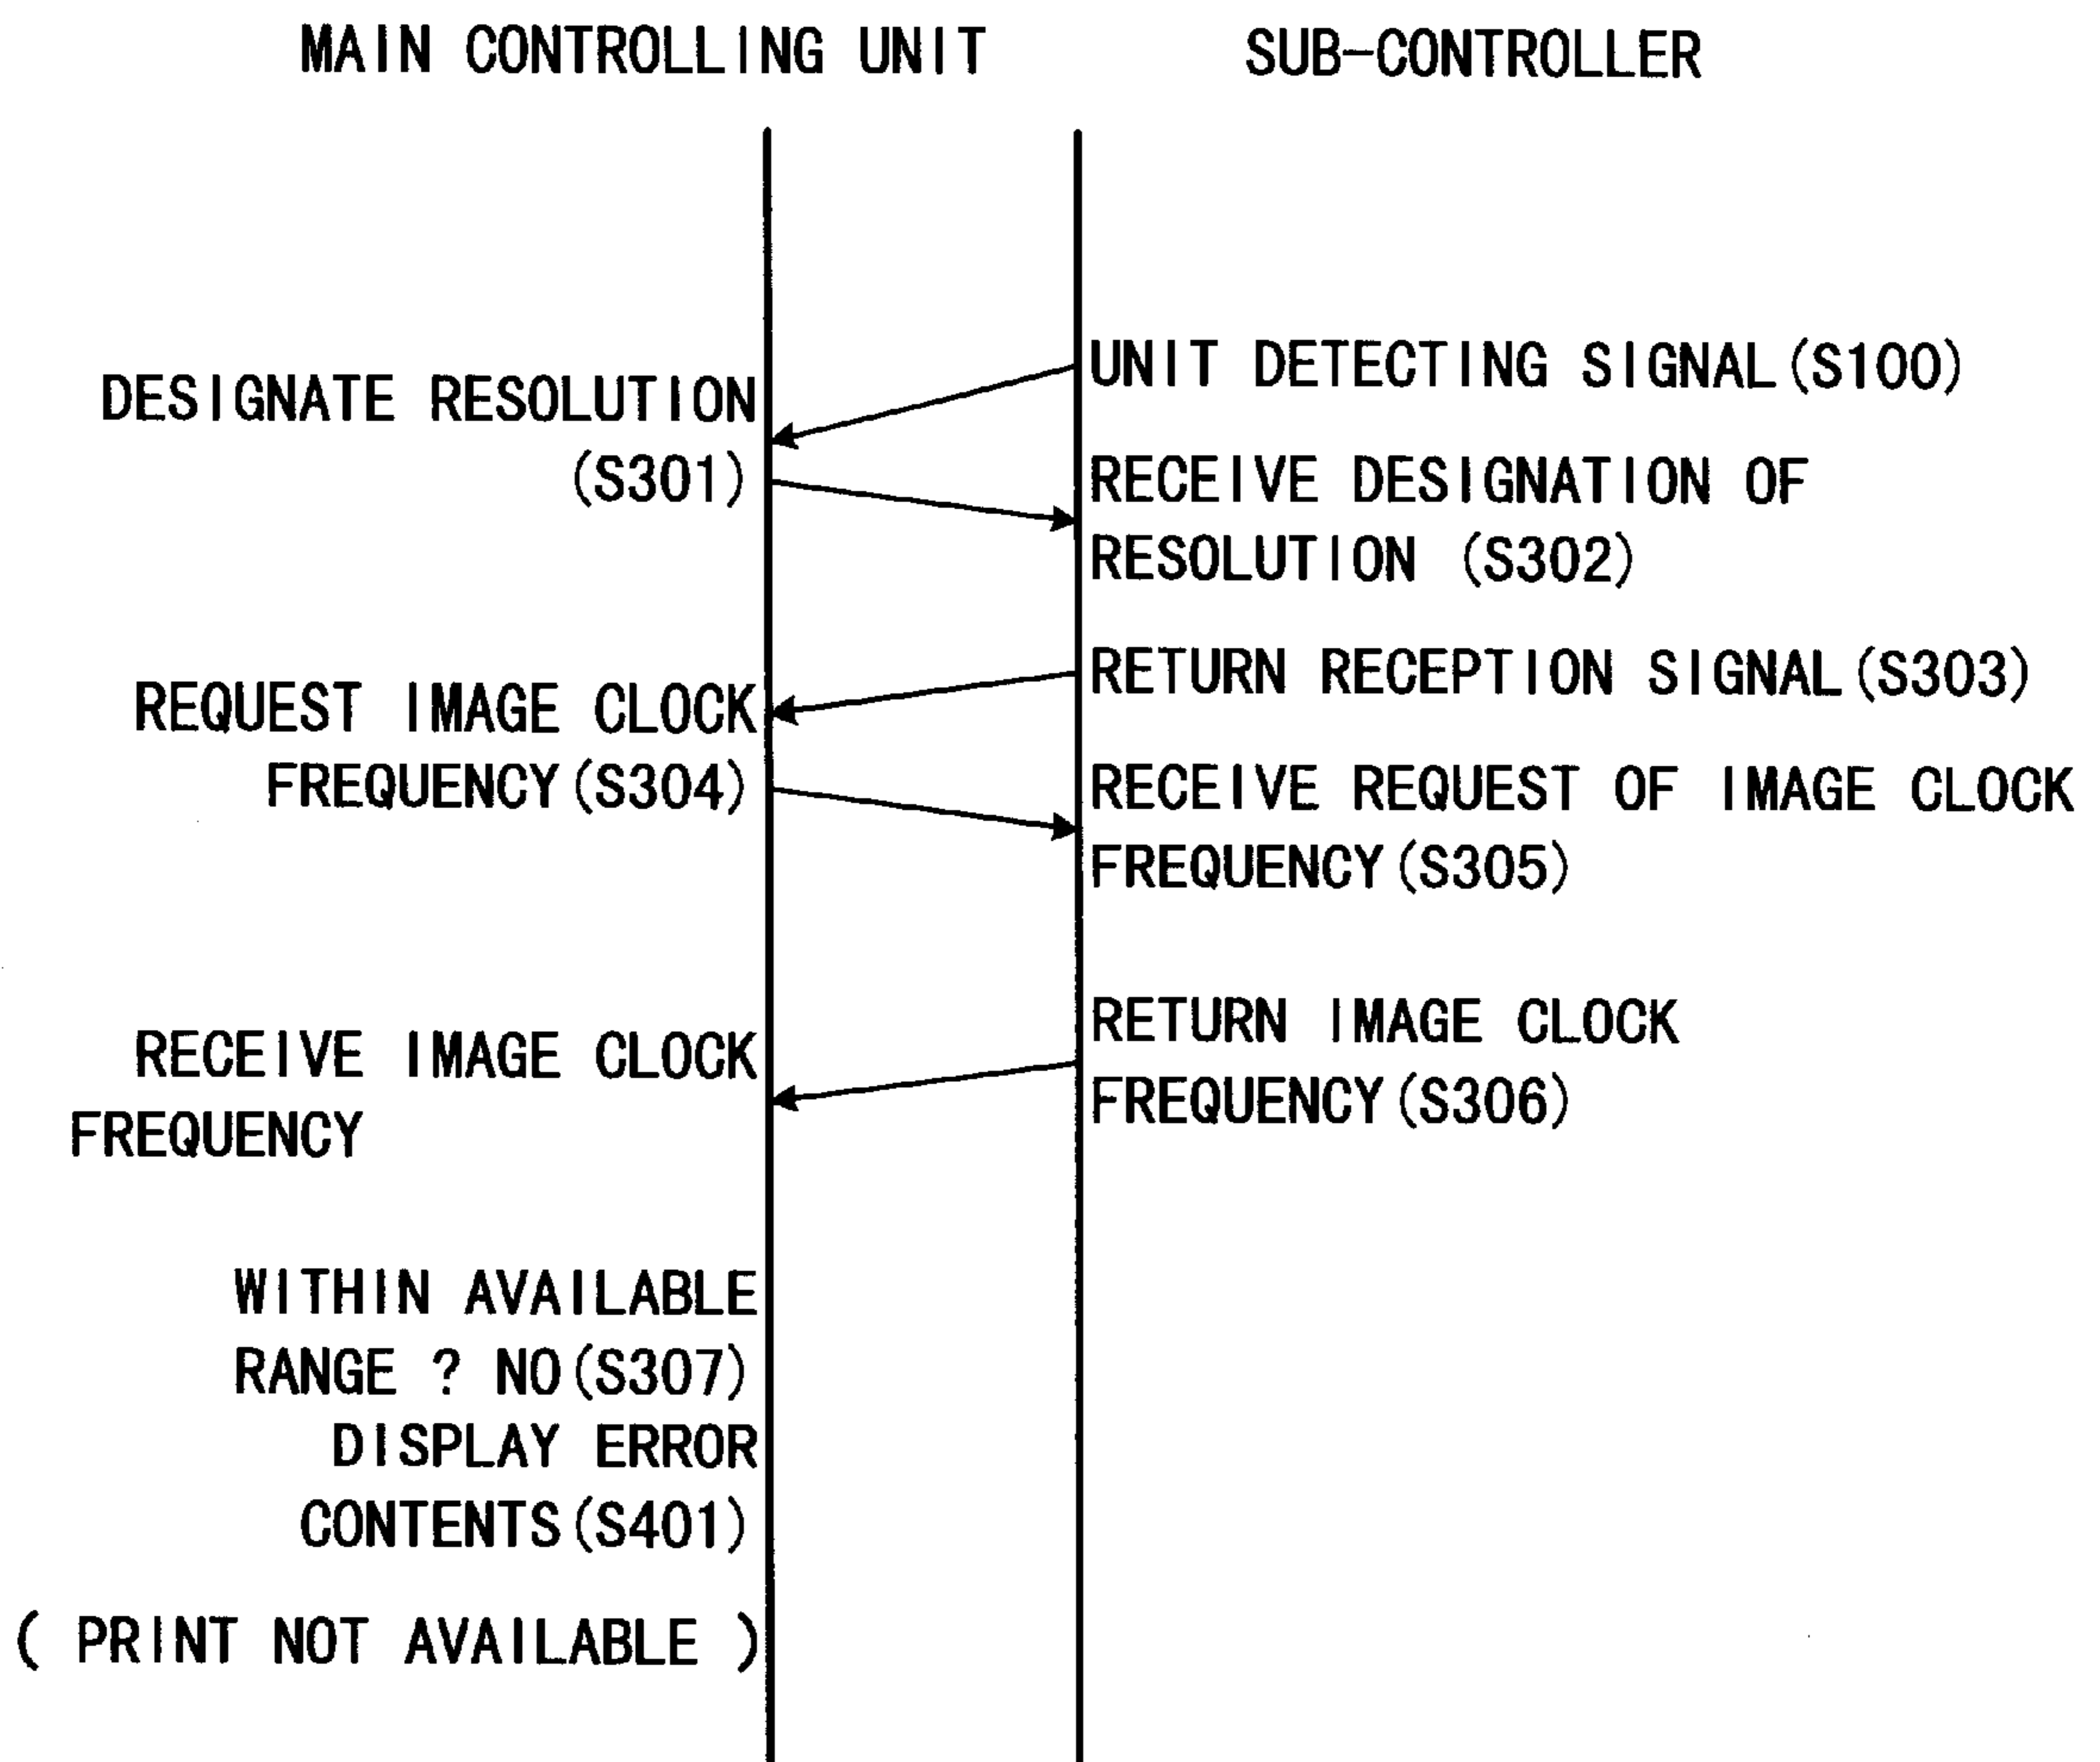 MAIN CONTROLLING UNIT
SUB-CONTROLLER
UNIT DETECTING SIGNAL(S100)
DESIGNATE RESOLUTION
(S301)
RECEIVE DESIGNATION OF
RESOLUTION (S302)
RETURN RECEPTION SIGNAL(S303)
REQUEST IMAGE CLOCK
FREQUENCY(S304)
RECEIVE REQUEST OF IMAGE CLOCK
FREQUENCY(S305)
RETURN IMAGE CLOCK
FREQUENCY(S306)
RECEIVE IMAGE CLOCK
FREQUENCY
WITHIN AVAILABLE
RANGE ? NO(S307)
DISPLAY ERROR
CONTENTS(S401)
( PRINT NOT AVAILABLE )